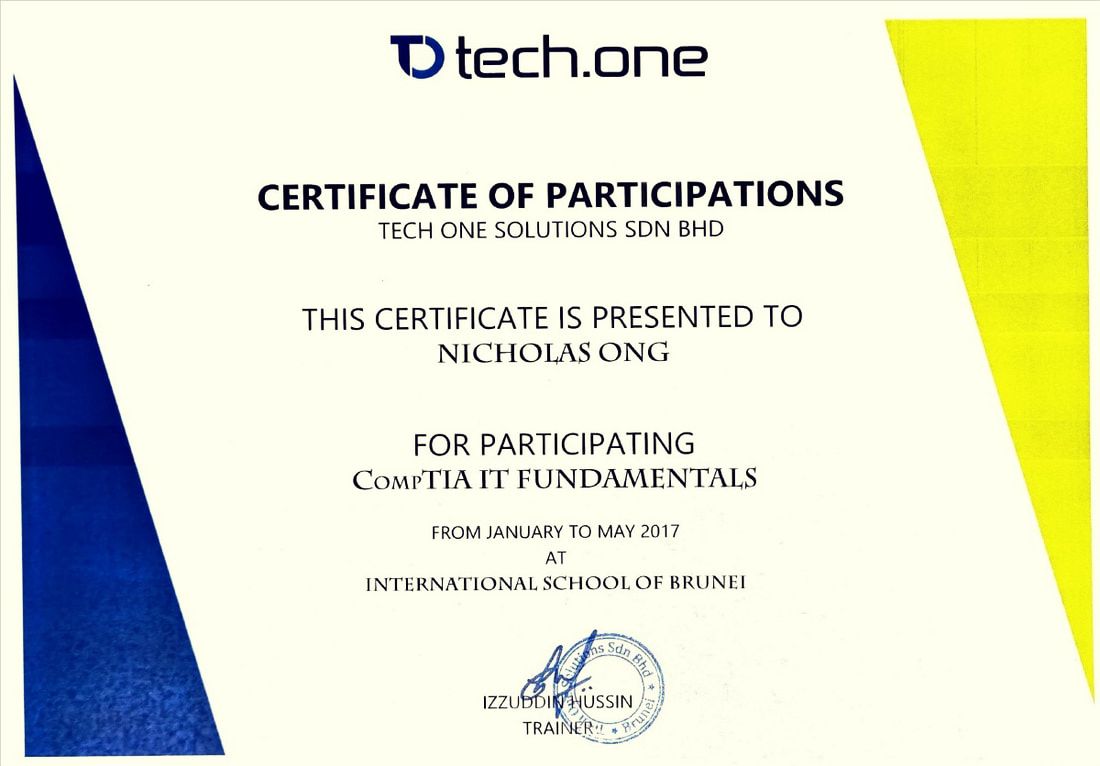 tech.one
CERTIFICATE OF PARTICIPATIONS
TECH ONE SOLUTIONS SDN BHD
THIS CERTIFICATE IS PRESENTED TO
NICHOLAS ONG
FOR PARTICIPATING
CompTIA IT FUNDAMENTALS
FROM JANUARY TO MAY 2017
AT
INTERNATIONAL SCHOOL OF BRUNEI
Solutions Sdn Bhd
Brunei
IZZUDDIN HUSSIN
TRAINER